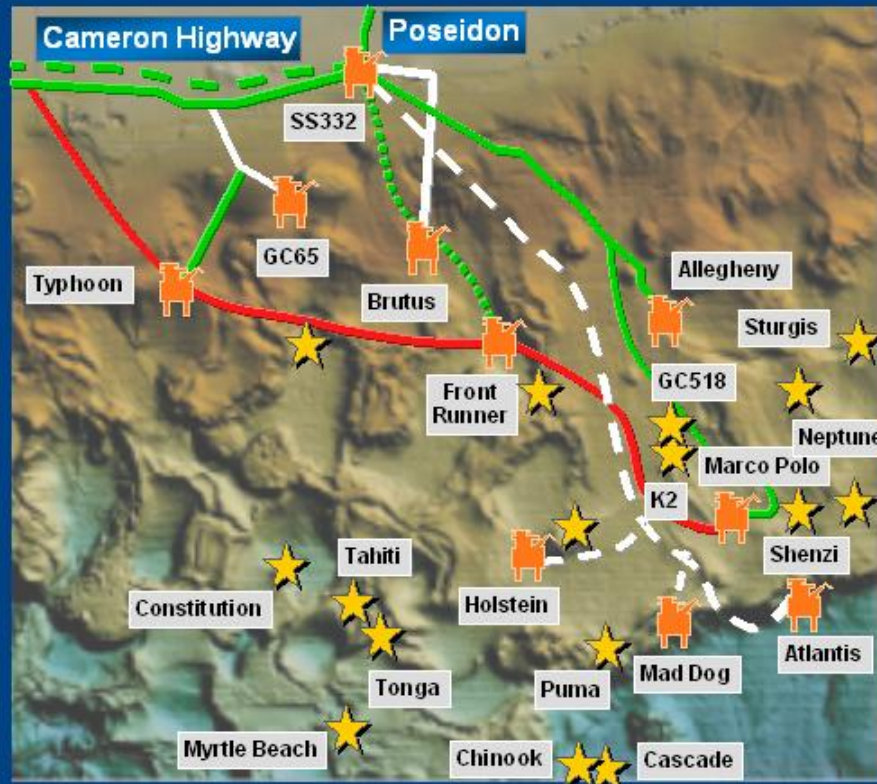 Cameron Highway
Poseidon
SS332
GC65
Allegheny
Typhoon
Brutus
Sturgis
GC518
Front
Runner
Neptune
Marco Polo
K2
Shenzi
Tahiti
Constitution
Holstein
Atlantis
Mad Dog
Tonga
Puma
Myrtle Beach
Chinook
Cascade